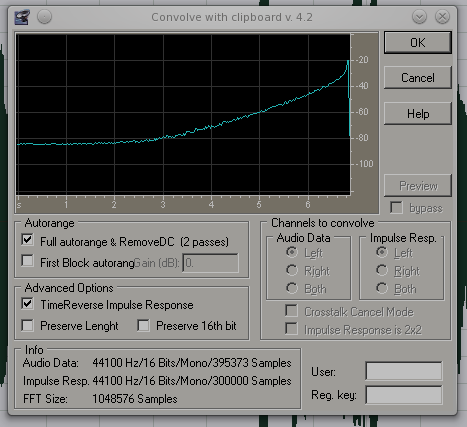 Convolve with clipboard v. 4.2
OK
-20
-40
Cancel
-60
Help
-80
-100
Preview
s 1 2 3 4 5 6
bypass
Autorange
Full autorange & RemoveDC (2 passes)
First Block autorang Gain (dB): 0.
Advanced Options
TimeReverse Impulse Response
Preserve Lenght Preserve 16th bit
Channels to convolve
Audio Data Impulse Resp.
Left Left
Right Right
Both Both
Crosstalk Cancel Mode
Impulse Response is 2x2
Info
Audio Data: 44100 Hz/16 Bits/Mono/395373 Samples
Impulse Resp. 44100 Hz/16 Bits/Mono/300000 Samples
FFT Size: 1048576 Samples
User:
Reg. key: